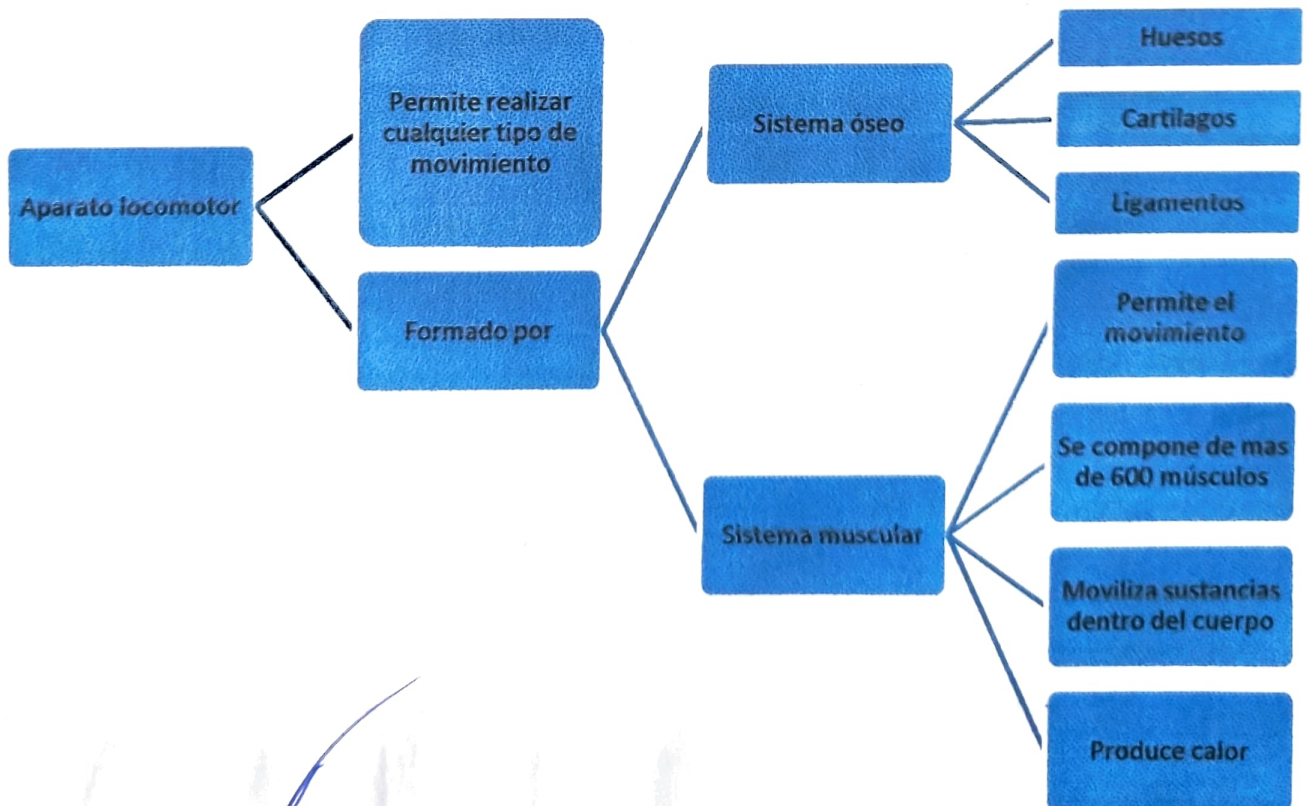 Aparato locomotor
Permite realizar
cualquier tipo de
movimiento
Formado por
Sistema óseo
Huesos
Cartilagos
Ligamentos
Sistema muscular
Permite el
movimiento
Se compone de mas
de 600 músculos
Moviliza sustancias
dentro del cuerpo
Produce calor